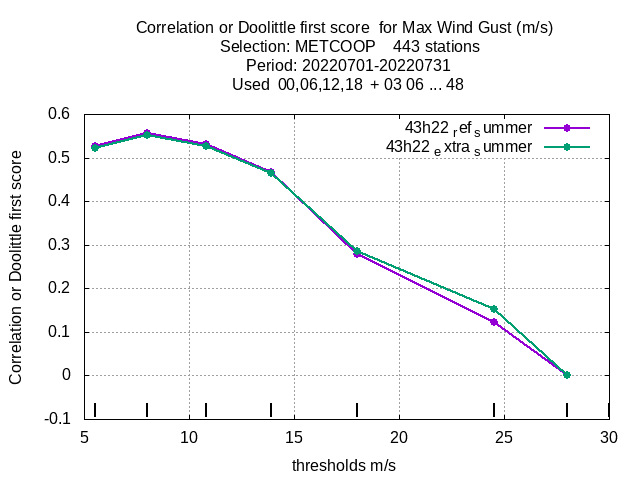 Correlation or Doolittle first score  for Max Wind Gust (m/s)
Selection: METCOOP    443 stations
Period: 20220701-20220731
Used  00,06,12,18  + 03 06 ... 48
43h22 ref summer
43h22 extra summer
Correlation or Doolittle first score
0.6
0.5
0.4
0.3
0.2
0.1
0
-0.1
5 10 15 20 25 30
thresholds m/s